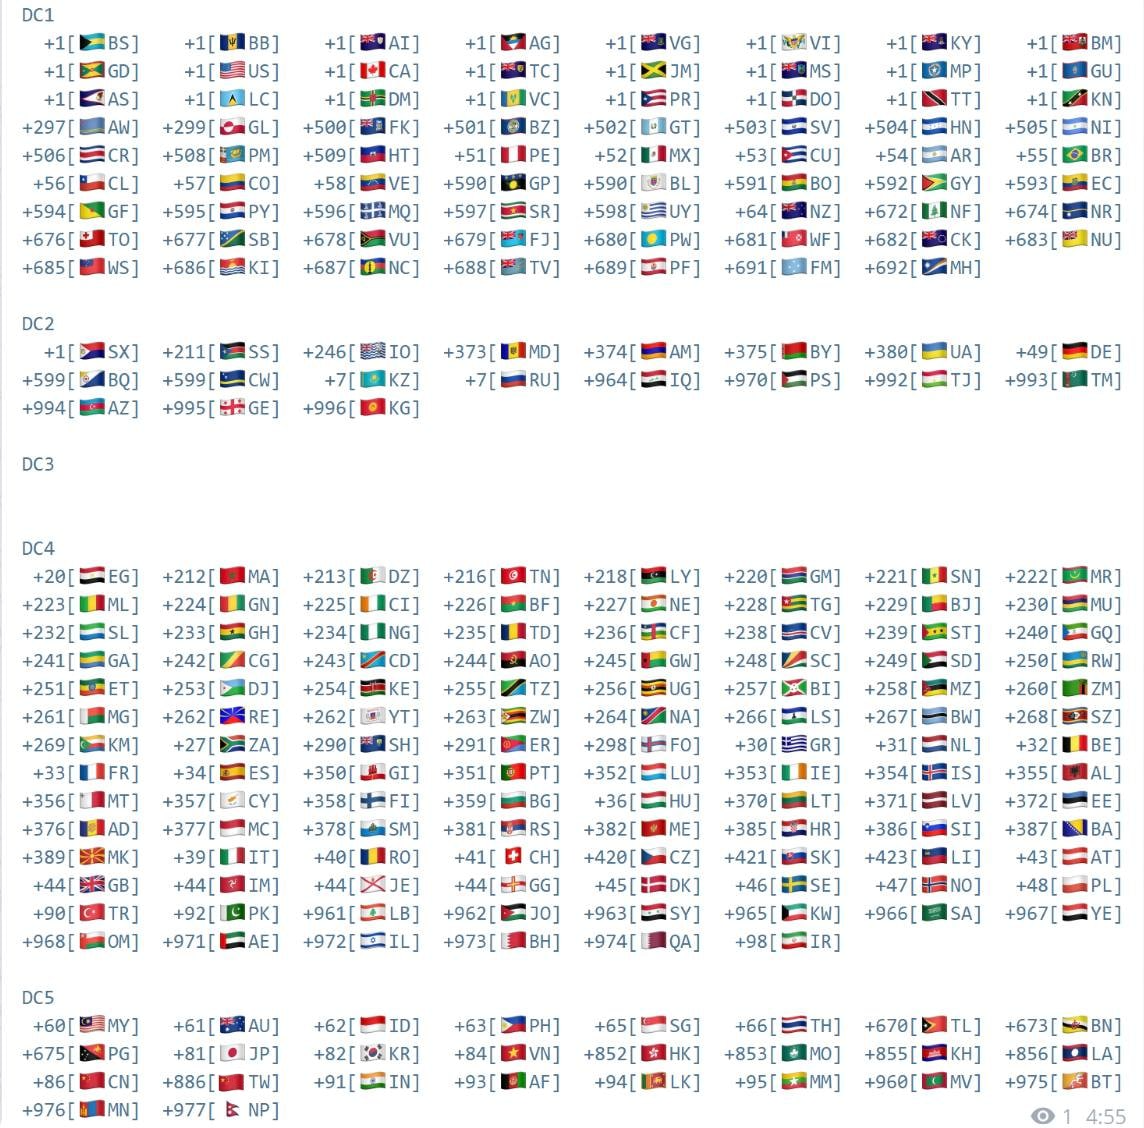 DC1
+1[🇧🇸BS] +1[🇧🇧BB] +1[🇦🇮AI] +1[🇦🇬AG] +1[🇻🇬VG] +1[🇻🇮VI] +1[🇰🇾KY] +1[🇧🇲BM]
+1[🇬🇩GD] +1[🇺🇸US] +1[🇨🇦CA] +1[🇹🇨TC] +1[🇯🇲JM] +1[🇲🇸MS] +1[🇲🇵MP] +1[🇬🇺GU]
+1[🇦🇸AS] +1[🇱🇨LC] +1[🇩🇲DM] +1[🇻🇨VC] +1[🇵🇷PR] +1[🇩🇴DO] +1[🇹🇹TT] +1[🇰🇳KN]
+297[🇦🇼AW] +299[🇬🇱GL] +500[🇫🇰FK] +501[🇧🇿BZ] +502[🇬🇹GT] +503[🇸🇻SV] +504[🇭🇳HN] +505[🇳🇮NI]
+506[🇨🇷CR] +508[🇵🇲PM] +509[🇭🇹HT] +51[🇵🇪PE] +52[🇲🇽MX] +53[🇨🇺CU] +54[🇦🇷AR] +55[🇧🇷BR]
+56[🇨🇱CL] +57[🇨🇴CO] +58[🇻🇪VE] +590[🇬🇵GP] +590[🇧🇱BL] +591[🇧🇴BO] +592[🇬🇾GY] +593[🇪🇨EC]
+594[🇬🇫GF] +595[🇵🇾PY] +596[🇲🇶MQ] +597[🇸🇷SR] +598[🇺🇾UY] +64[🇳🇿NZ] +672[🇳🇫NF] +674[🇳🇷NR]
+676[🇹🇴TO] +677[🇸🇧SB] +678[🇻🇺VU] +679[🇫🇯FJ] +680[🇵🇼PW] +681[🇼🇫WF] +682[🇨🇰CK] +683[🇳🇺NU]
+685[🇼🇸WS] +686[🇰🇮KI] +687[🇳🇨NC] +688[🇹🇻TV] +689[🇵🇫PF] +691[🇫🇲FM] +692[🇲🇭MH]
DC2
+1[🇸🇽SX] +211[🇸🇸SS] +246[🇮🇴IO] +373[🇲🇩MD] +374[🇦🇲AM] +375[🇧🇾BY] +380[🇺🇦UA] +49[🇩🇪DE]
+599[🇧🇶BQ] +599[🇨🇼CW] +7[🇰🇿KZ] +7[🇷🇺RU] +964[🇮🇶IQ] +970[🇵🇸PS] +992[🇹🇯TJ] +993[🇹🇲TM]
+994[🇦🇿AZ] +995[🇬🇪GE] +996[🇰🇬KG]
DC3
DC4
+20[🇪🇬EG] +212[🇲🇦MA] +213[🇩🇿DZ] +216[🇹🇳TN] +218[🇱🇾LY] +220[🇬🇲GM] +221[🇸🇳SN] +222[🇲🇷MR]
+223[🇲🇱ML] +224[🇬🇳GN] +225[🇨🇮CI] +226[🇧🇫BF] +227[🇳🇪NE] +228[🇹🇬TG] +229[🇧🇯BJ] +230[🇲🇺MU]
+232[🇸🇱SL] +233[🇬🇭GH] +234[🇳🇬NG] +235[🇹🇩TD] +236[🇨🇫CF] +238[🇨🇻CV] +239[🇸🇹ST] +240[🇬🇶GQ]
+241[🇬🇦GA] +242[🇨🇬CG] +243[🇨🇩CD] +244[🇦🇴AO] +245[🇬🇼GW] +248[🇸🇨SC] +249[🇸🇩SD] +250[🇷🇼RW]
+251[🇪🇹ET] +253[🇩🇯DJ] +254[🇰🇪KE] +255[🇹🇿TZ] +256[🇺🇬UG] +257[🇧🇮BI] +258[🇲🇿MZ] +260[🇿🇲ZM]
+261[🇲🇬MG] +262[🇷🇪RE] +262[🇾🇹YT] +263[🇿🇼ZW] +264[🇳🇦NA] +266[🇱🇸LS] +267[🇧🇼BW] +268[🇸🇿SZ]
+269[🇰🇲KM] +27[🇿🇦ZA] +290[🇸🇭SH] +291[🇪🇷ER] +298[🇫🇴FO] +30[🇬🇷GR] +31[🇳🇱NL] +32[🇧🇪BE]
+33[🇫🇷FR] +34[🇪🇸ES] +350[🇬🇮GI] +351[🇵🇹PT] +352[🇱🇺LU] +353[🇮🇪IE] +354[🇮🇸IS] +355[🇦🇱AL]
+356[🇲🇹MT] +357[🇨🇾CY] +358[🇫🇮FI] +359[🇧🇬BG] +36[🇭🇺HU] +370[🇱🇹LT] +371[🇱🇻LV] +372[🇪🇪EE]
+376[🇦🇩AD] +377[🇲🇨MC] +378[🇸🇲SM] +381[🇷🇸RS] +382[🇲🇪ME] +385[🇭🇷HR] +386[🇸🇮SI] +387[🇧🇦BA]
+389[🇲🇰MK] +39[🇮🇹IT] +40[🇷🇴RO] +41[🇨🇭CH] +420[🇨🇿CZ] +421[🇸🇰SK] +423[🇱🇮LI] +43[🇦🇹AT]
+44[🇬🇧GB] +44[🇮🇲IM] +44[🇯🇪JE] +44[🇬🇬GG] +45[🇩🇰DK] +46[🇸🇪SE] +47[🇳🇴NO] +48[🇵🇱PL]
+90[🇹🇷TR] +92[🇵🇰PK] +961[🇱🇧LB] +962[🇯🇴JO] +963[🇸🇾SY] +965[🇰🇼KW] +966[🇸🇦SA] +967[🇾🇪YE]
+968[🇴🇲OM] +971[🇦🇪AE] +972[🇮🇱IL] +973[🇧🇭BH] +974[🇶🇦QA] +98[🇮🇷IR]
DC5
+60[🇲🇾MY] +61[🇦🇺AU] +62[🇮🇩ID] +63[🇵🇭PH] +65[🇸🇬SG] +66[🇹🇭TH] +670[🇹🇱TL] +673[🇧🇳BN]
+675[🇵🇬PG] +81[🇯🇵JP] +82[🇰🇷KR] +84[🇻🇳VN] +852[🇭🇰HK] +853[🇲🇴MO] +855[🇰🇭KH] +856[🇱🇦LA]
+86[🇨🇳CN] +886[🇨🇳TW] +91[🇮🇳IN] +93[🇦🇫AF] +94[🇱🇰LK] +95[🇲🇲MM] +960[🇲🇻MV] +975[🇧🇹BT]
+976[🇲🇳MN] +977[🇳🇵NP]
1 4:55